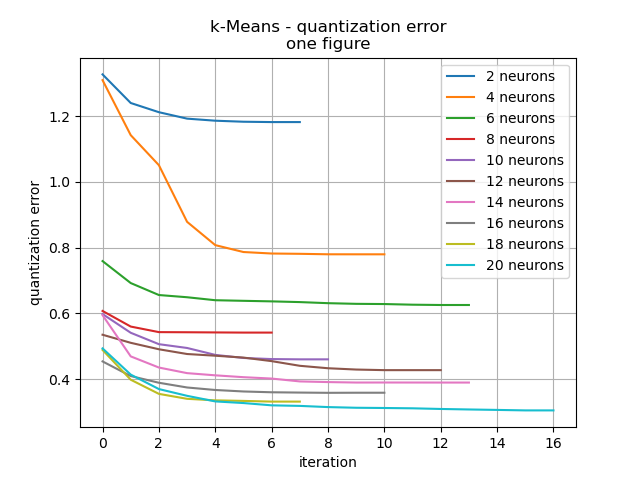 k-Means - quantization error
one figure
quantization error
1.2
1.0
0.8
0.6
0.4
0 2 4 6 8 10 12 14 16
iteration
2 neurons
4 neurons
6 neurons
8 neurons
10 neurons
12 neurons
14 neurons
16 neurons
18 neurons
20 neurons